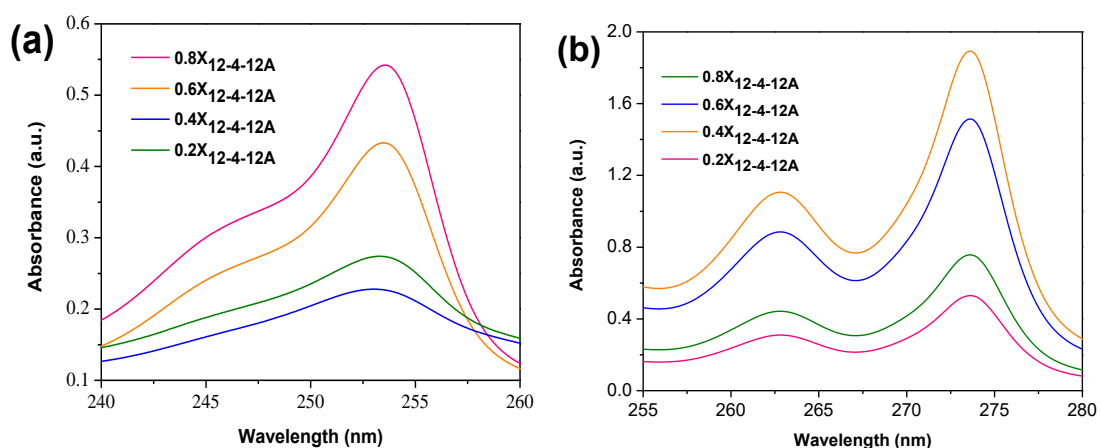 (a)
0.8X12-4-12A
0.6X12-4-12A
0.4X12-4-12A
0.2X12-4-12A
Absorbance (a.u.)
0.6
0.5
0.4
0.3
0.2
0.1
240 245 250 255 260
Wavelength (nm)
(b)
0.8X12-4-12A
0.6X12-4-12A
0.4X12-4-12A
0.2X12-4-12A
Absorbance (a.u.)
2.0
1.6
1.2
0.8
0.4
0.0
255 260 265 270 275 280
Wavelength (nm)